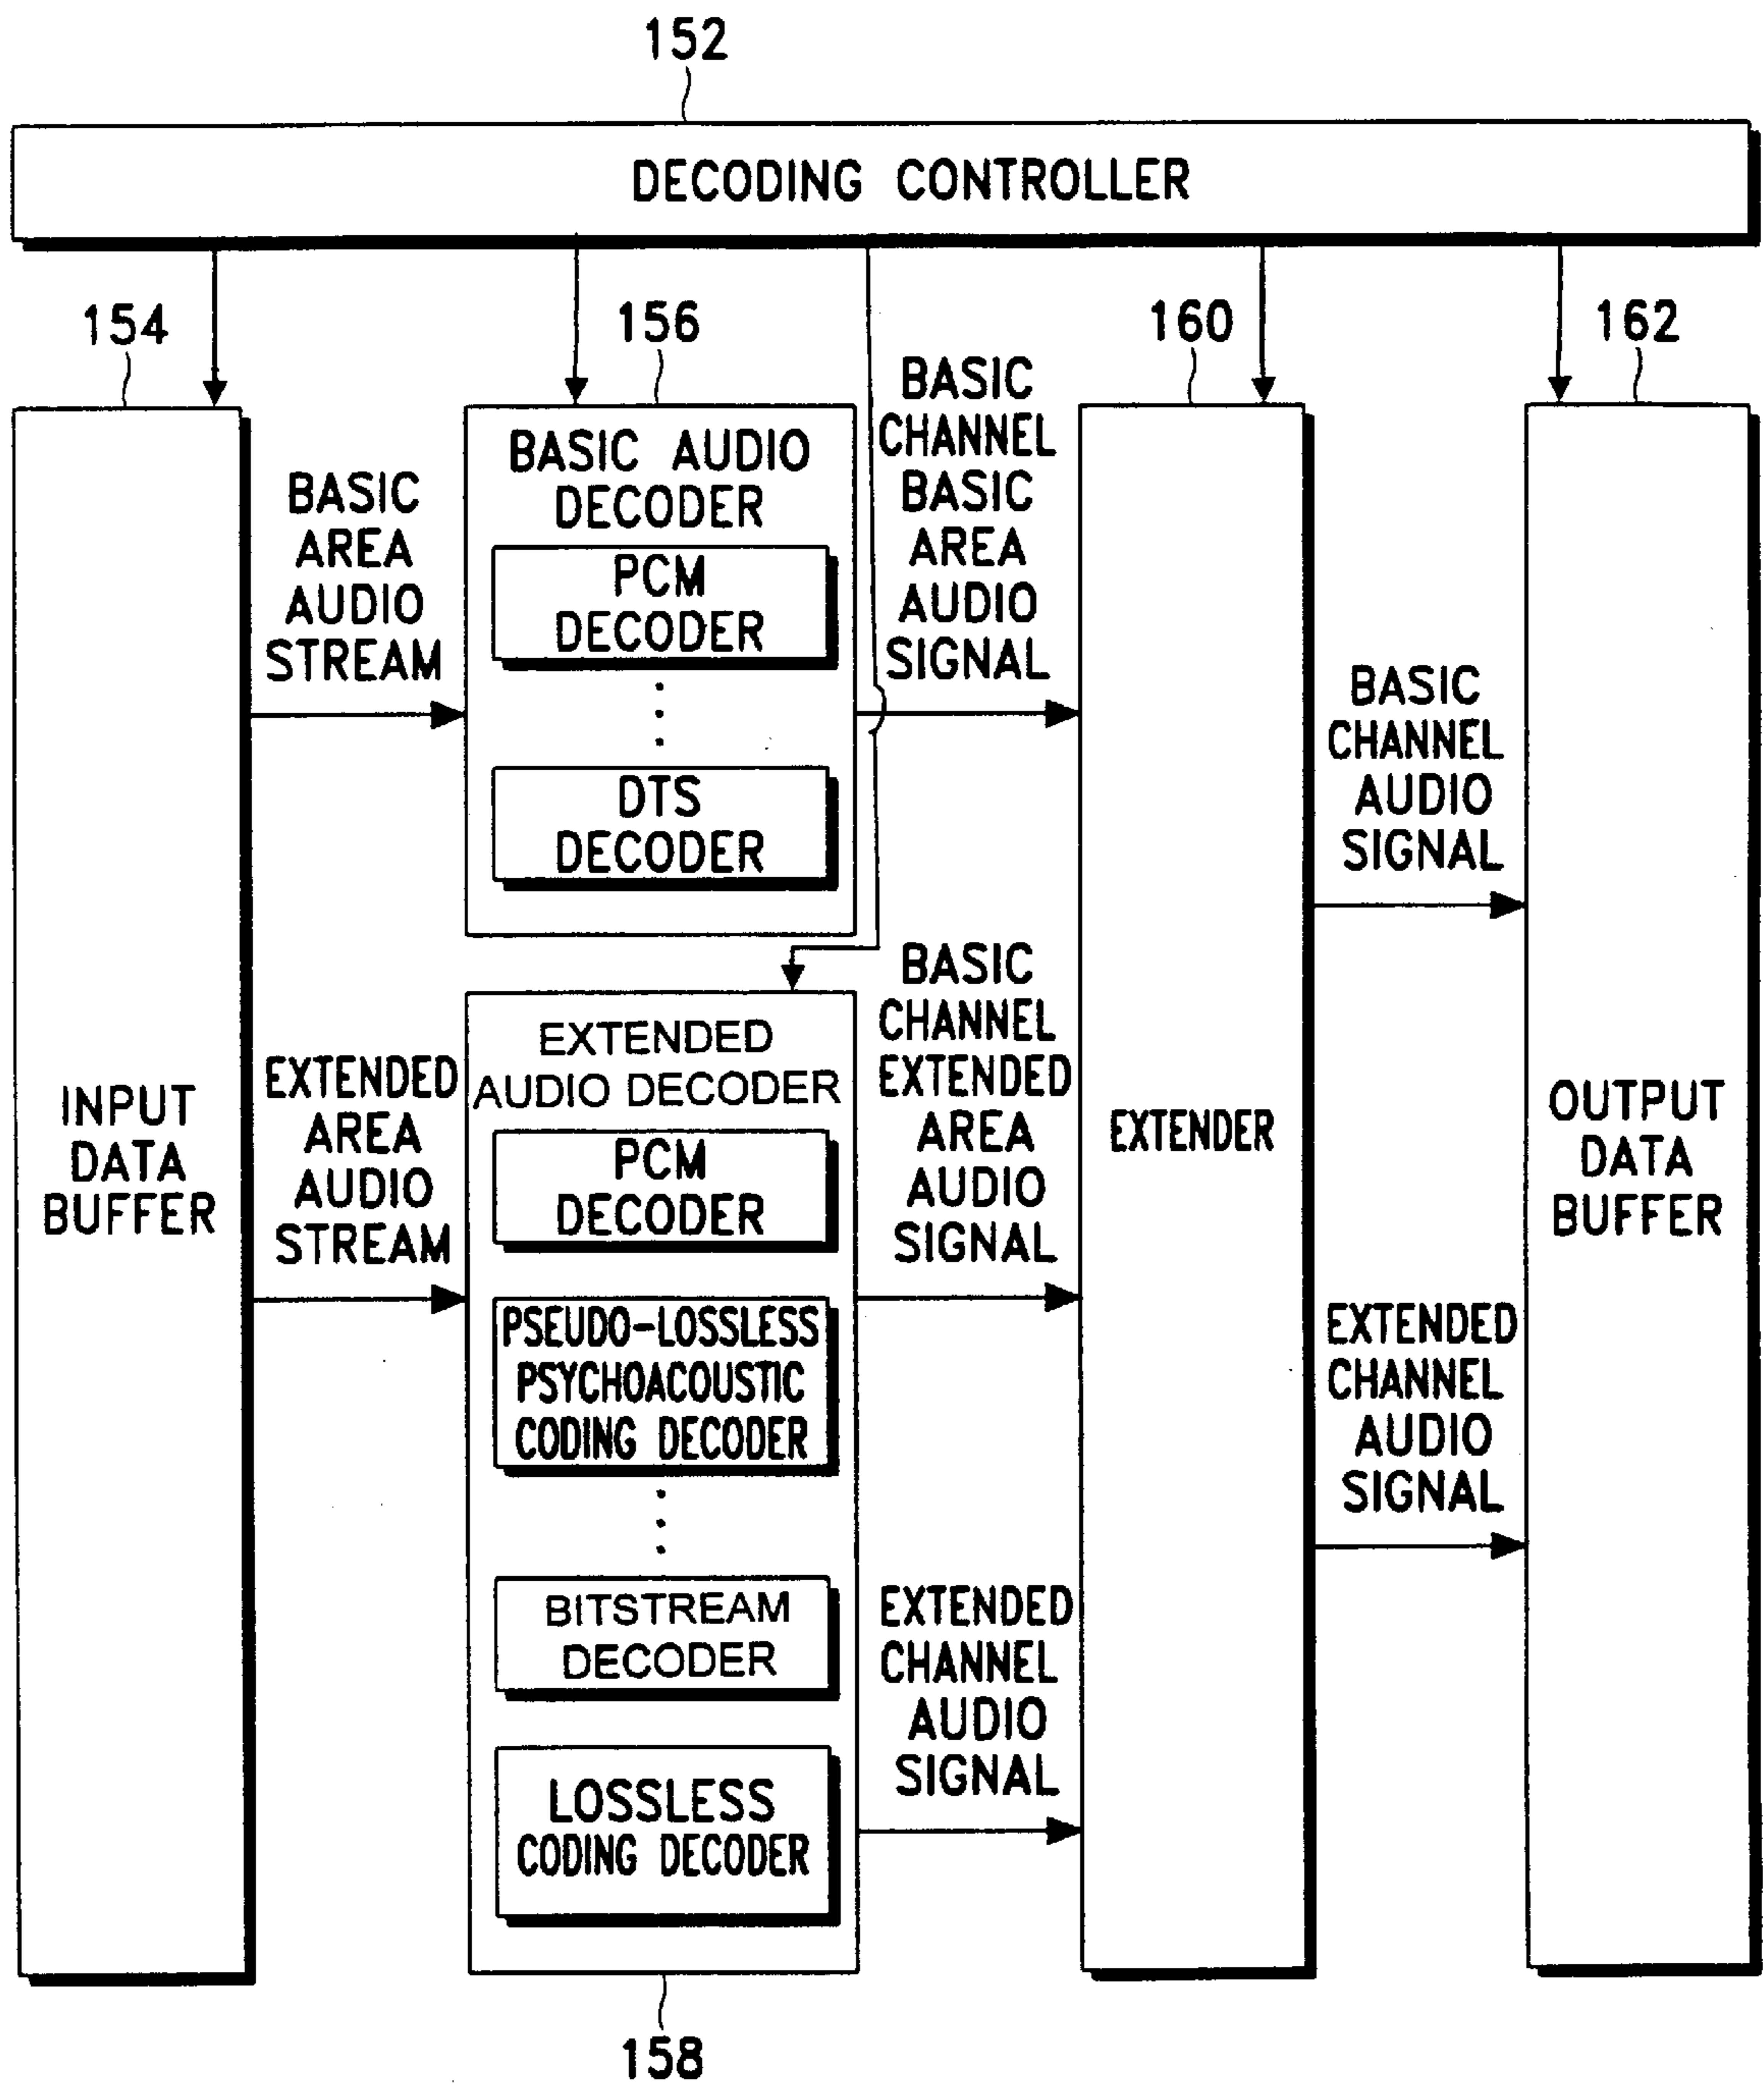 152
DECODING CONTROLLER
154
156
160
162
BASIC
AREA
AUDIO
STREAM
BASIC AUDIO
DECODER
PCM
DECODER
DTS
DECODER
BASIC
CHANNEL
BASIC
AREA
AUDIO
SIGNAL
BASIC
CHANNEL
AUDIO
SIGNAL
INPUT
DATA
BUFFER
EXTENDED
AREA
AUDIO
STREAM
EXTENDED
AUDIO DECODER
PCM
DECODER
PSEUDO-LOSSLESS
PSYCHOACOUSTIC
CODING DECODER
BITSTREAM
DECODER
LOSSLESS
CODING DECODER
BASIC
CHANNEL
EXTENDED
AREA
AUDIO
SIGNAL
EXTENDED
CHANNEL
AUDIO
SIGNAL
EXTENDER
EXTENDED
CHANNEL
AUDIO
SIGNAL
OUTPUT
DATA
BUFFER
158